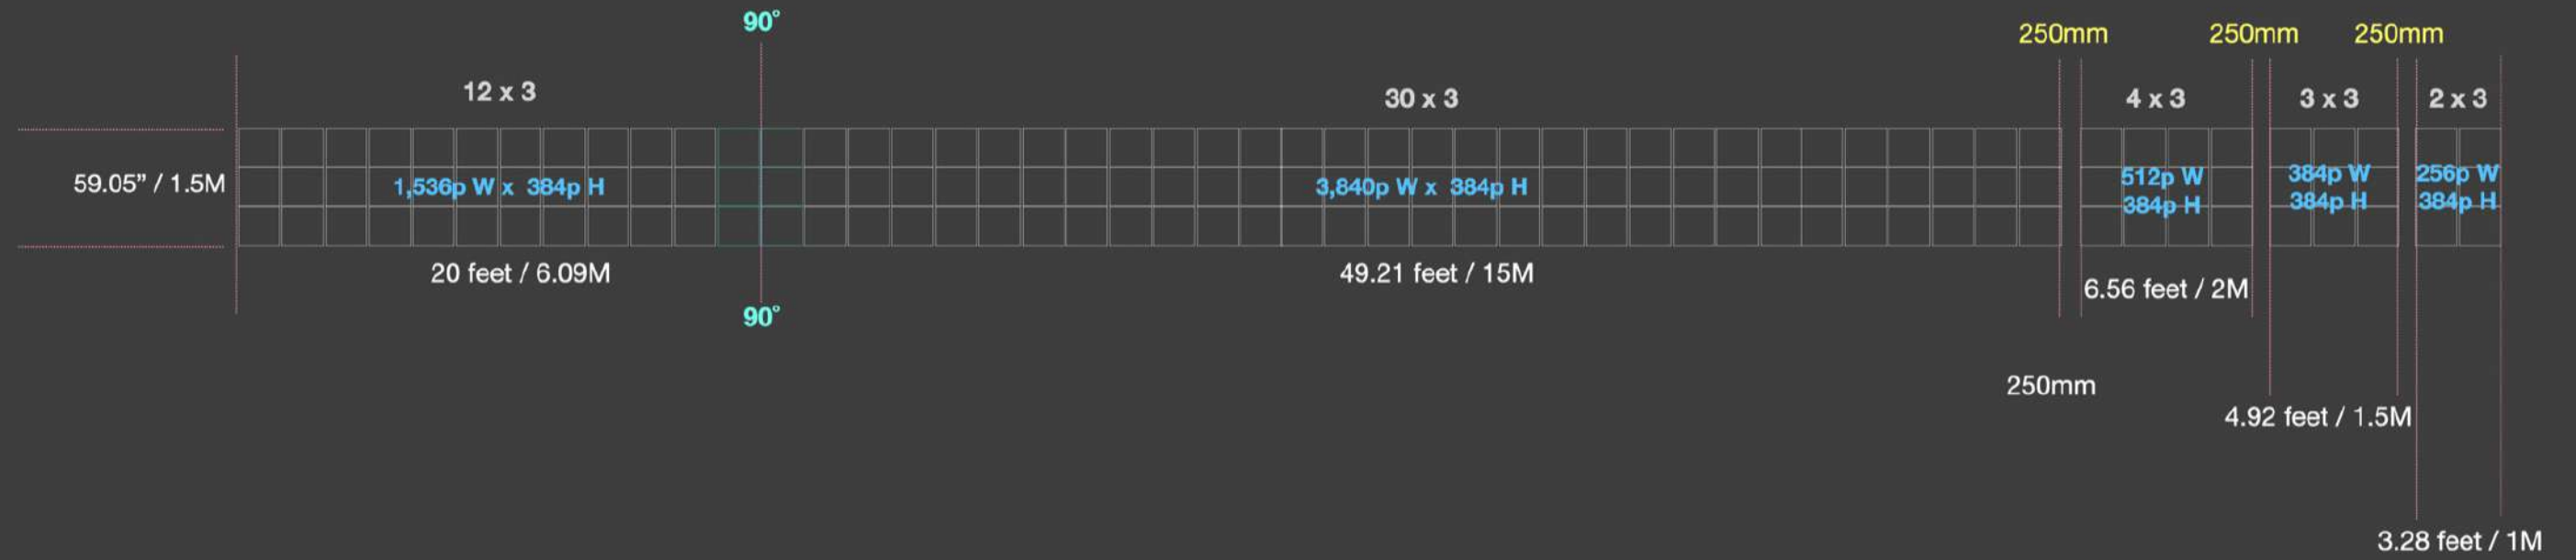 90°
250mm
250mm
250mm
12 x 3
30 x 3
4 x 3
3 x 3
2 x 3
59.05” / 1.5M
1,536p W x 384p H
3,840p W x 384p H
512p W
384p H
384p W
384p H
256p W
384p H
20 feet / 6.09M
49.21 feet / 15M
6.56 feet / 2M
90°
250mm
4.92 feet / 1.5M
3.28 feet / 1M